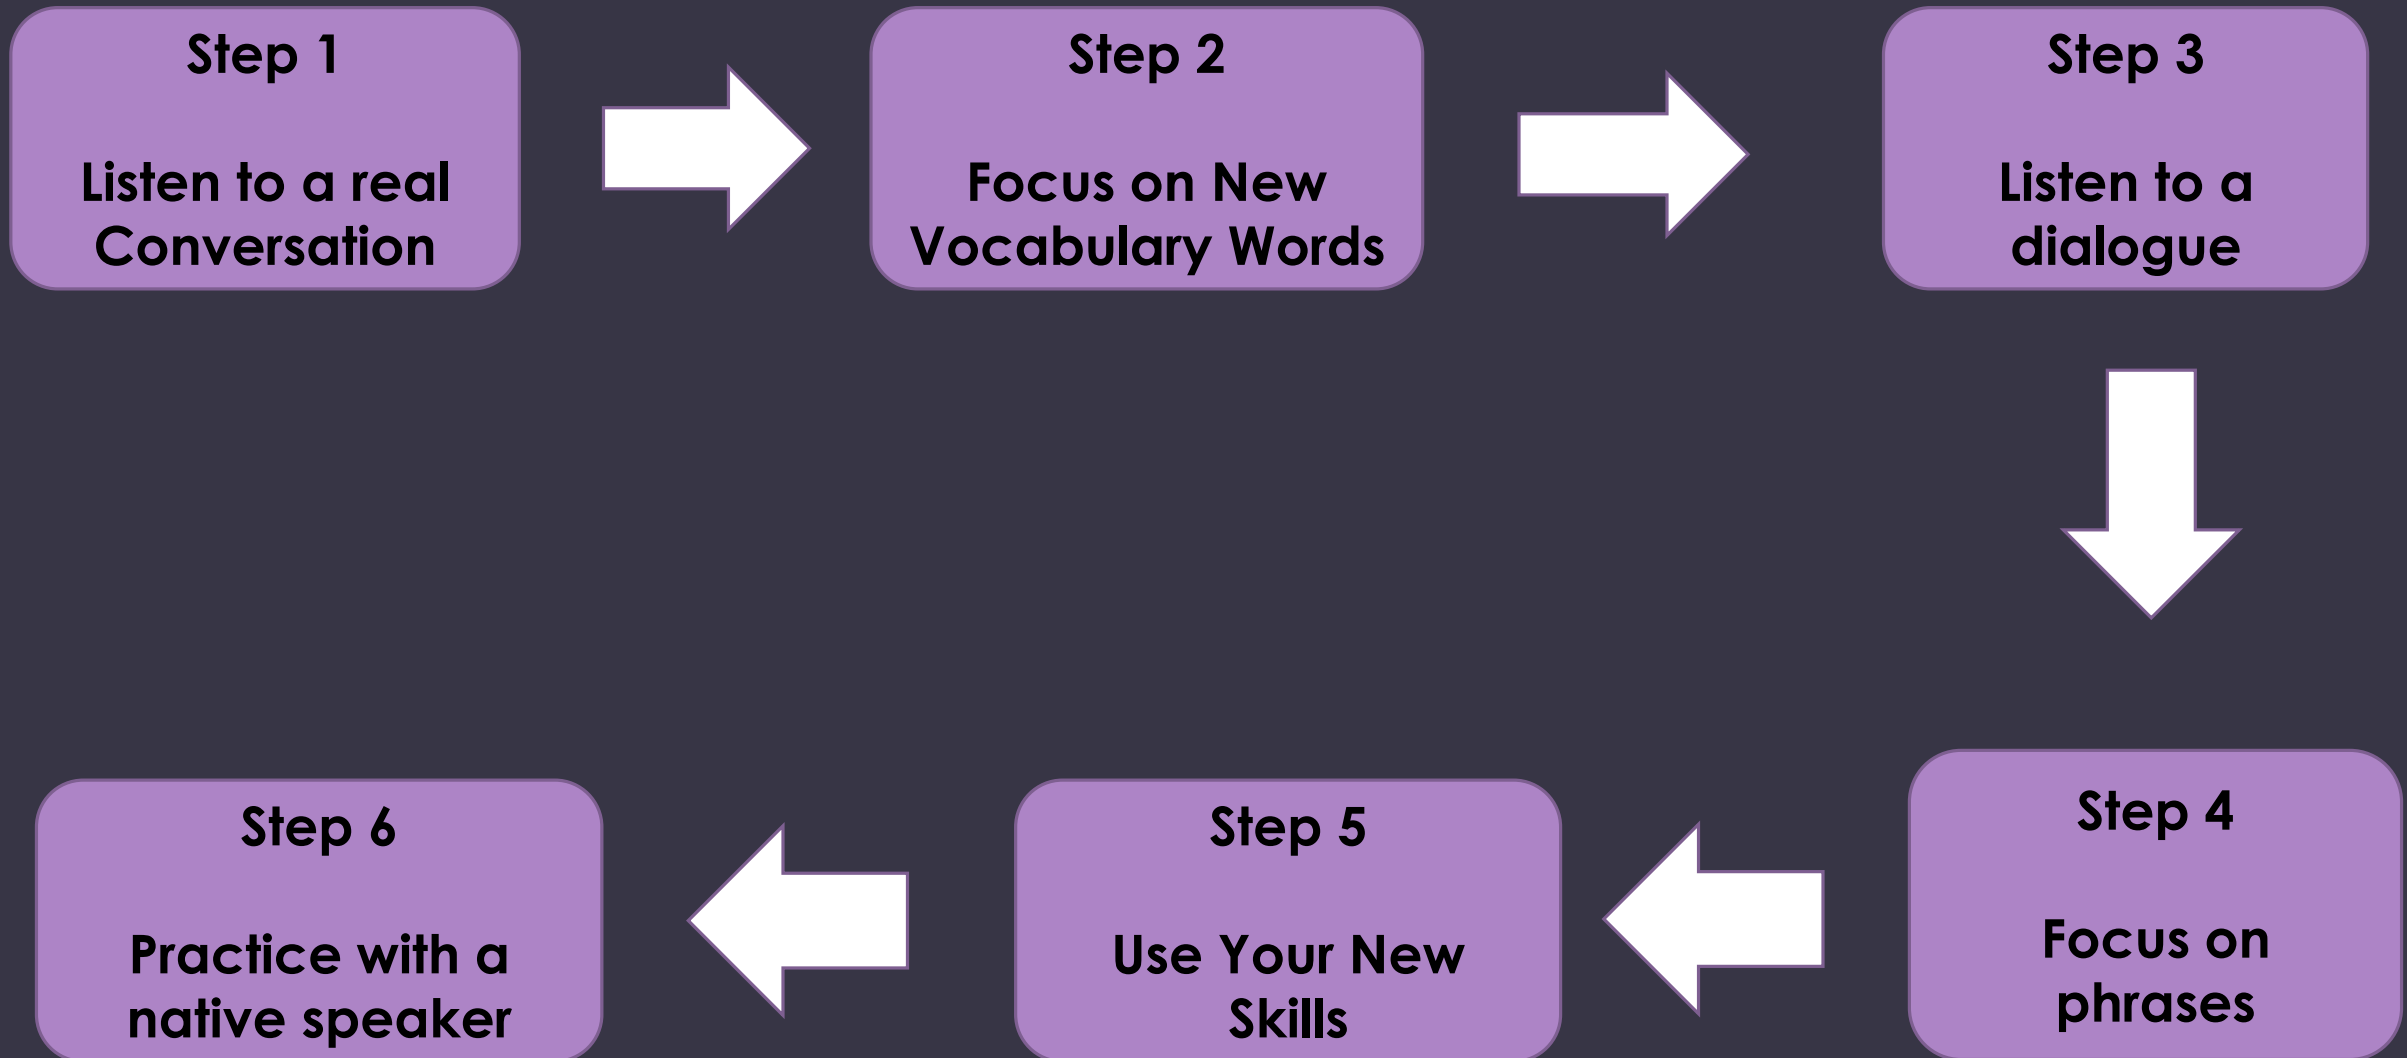 Step 1
Listen to a real
Conversation
Step 2
Focus on New
Vocabulary Words
Step 3
Listen to a
dialogue
Step 4
Focus on
phrases
Step 5
Use Your New
Skills
Step 6
Practice with a
native speaker